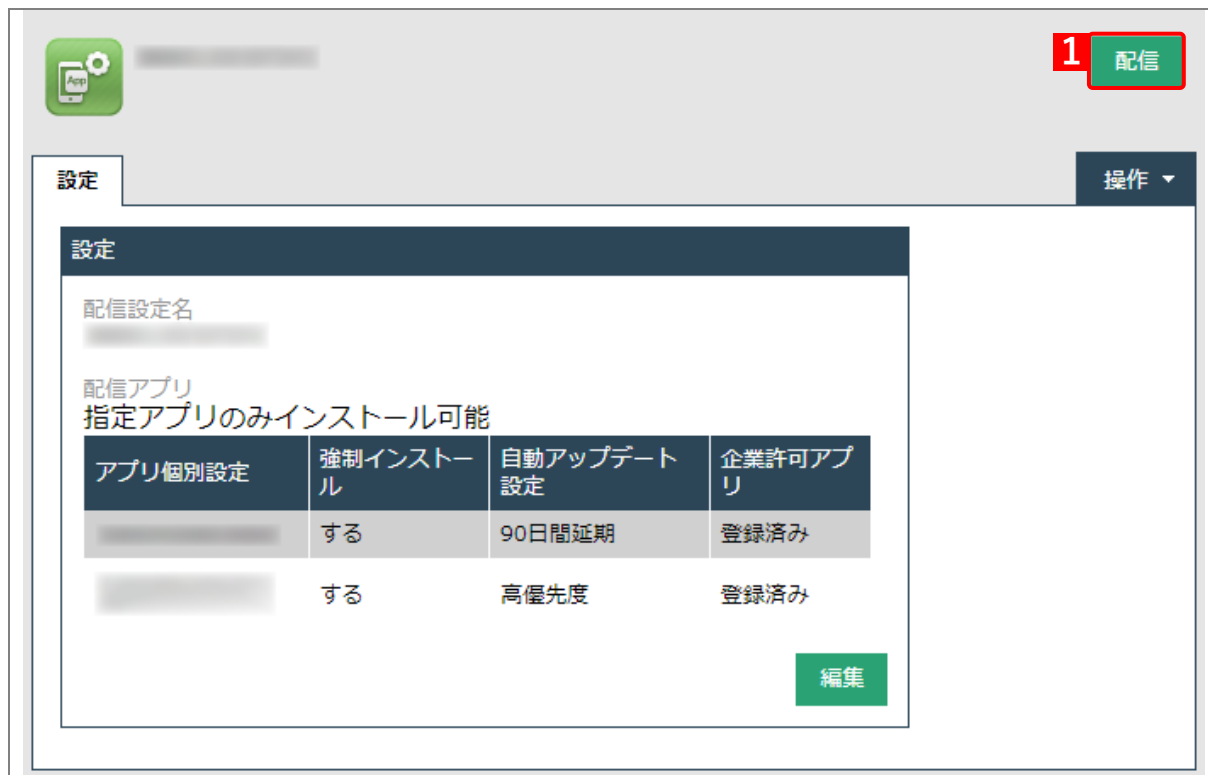 App
1
配信
設定
操作
設定
配信設定名
配信アプリ
指定アプリのみインストール可能
アプリ個別設定
強制インストー
ル
自動アップデート
設定
企業許可アプ
リ
する
90日間延期
登録済み
する
高優先度
登録済み
編集